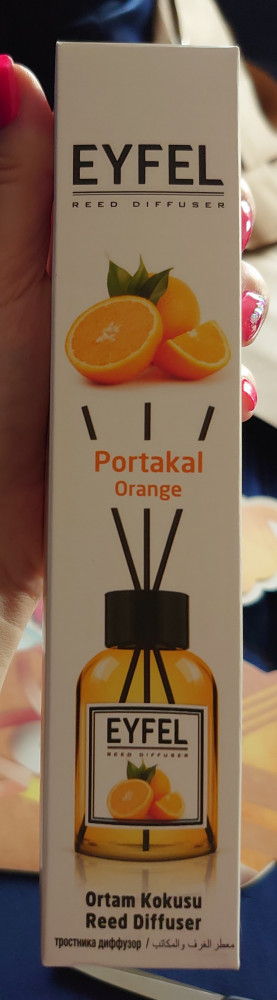 EYFEL
REED DIFFUSER
Portakal
Orange
EYFEL
REED DIFFUSER
Ortam Kokusu
Reed Diffuser
тростника диффузор / معطر الغرف والمكاتب